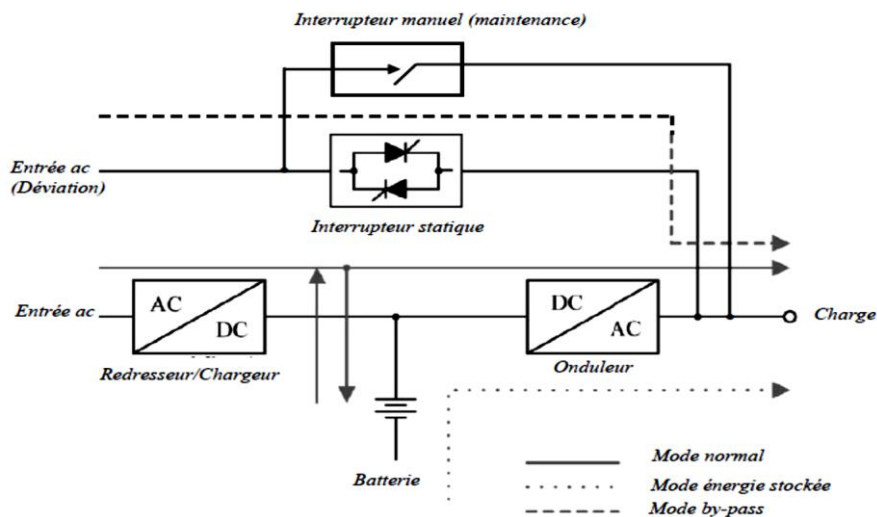 Interrupteur manuel (maintenance)
Entrée ac
(Déviation)
Interrupteur statique
Entrée ac
AC
DC
DC
AC
Charge
Redresseur/Chargeur
Onduleur
Batterie
Mode normal
Mode énergie stockée
Mode by-pass